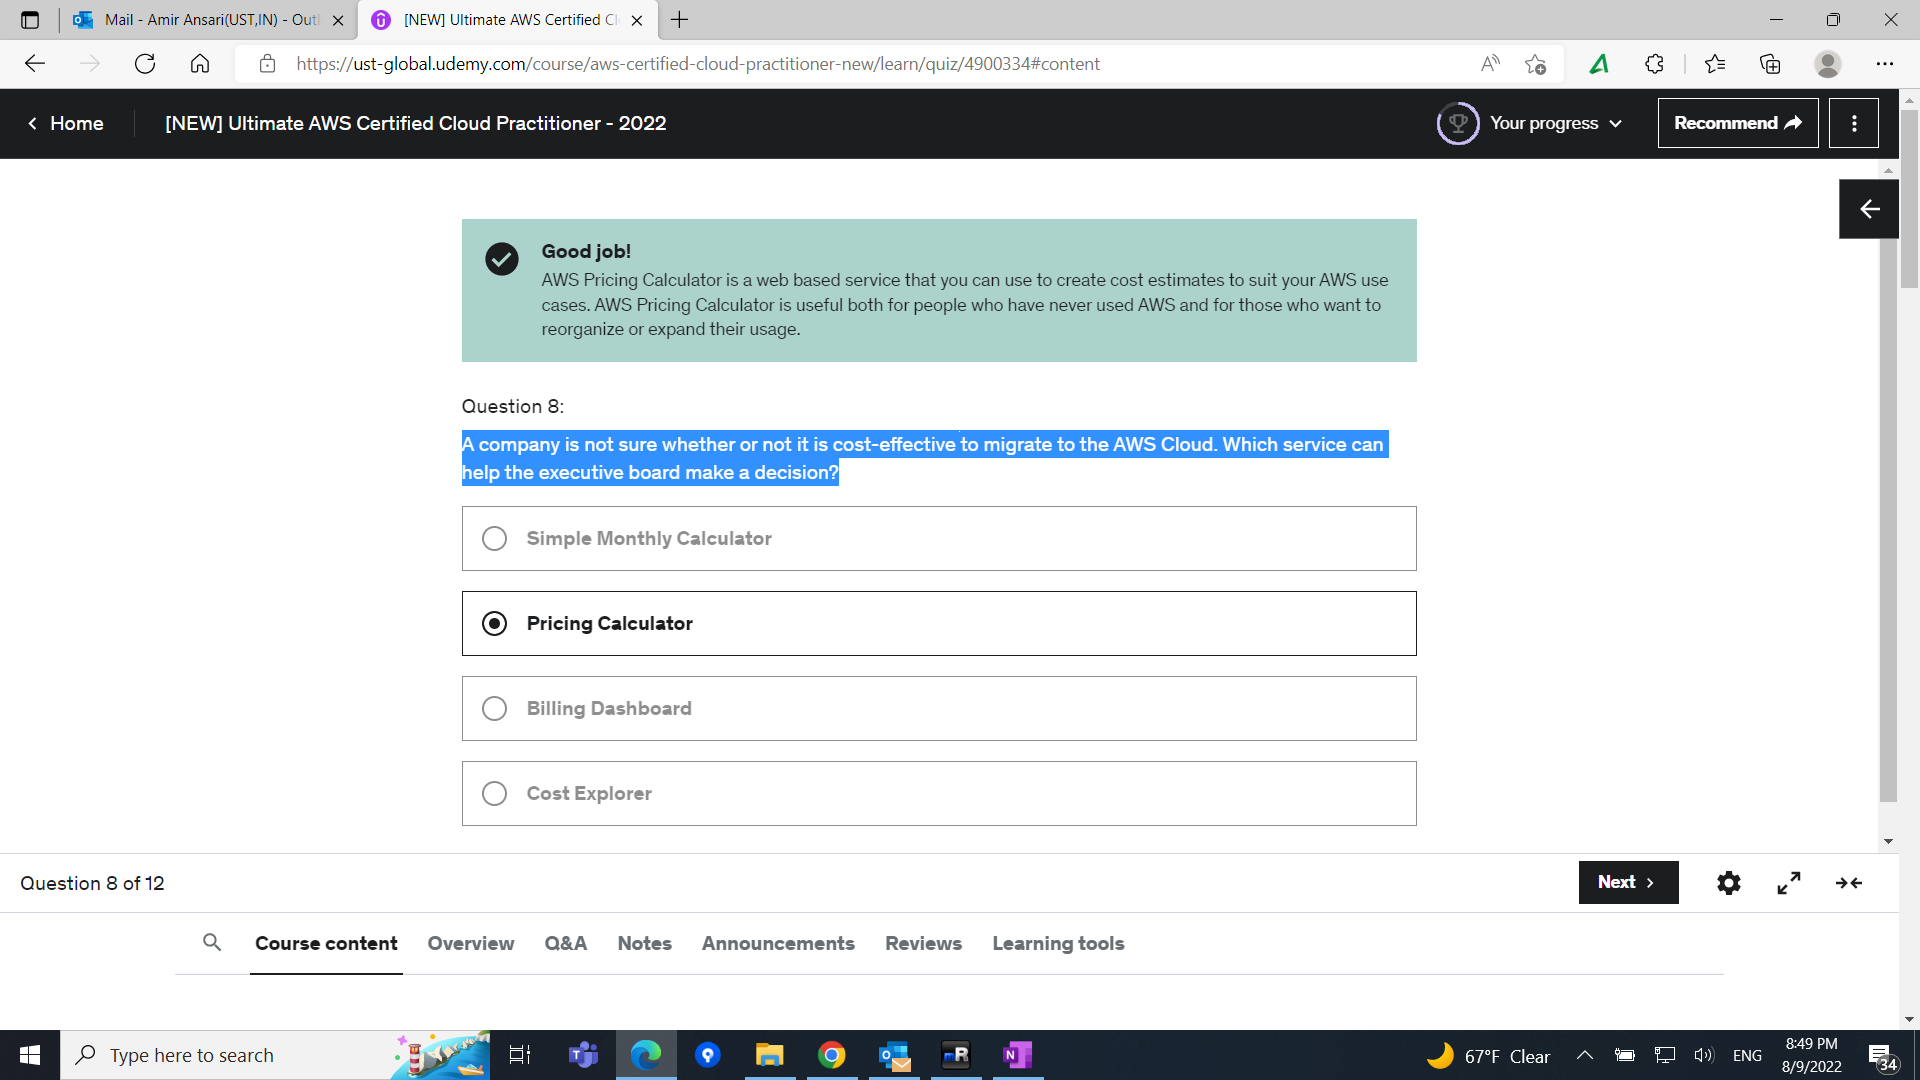 Mail - Amir Ansari(UST,IN) - Outl
[NEW] Ultimate AWS Certified Cl
https://ust-global.udemy.com/course/aws-certified-cloud-practitioner-new/learn/quiz/4900334#content
Home
[NEW] Ultimate AWS Certified Cloud Practitioner - 2022
Your progress
Recommend
Good job!
AWS Pricing Calculator is a web based service that you can use to create cost estimates to suit your AWS use
cases. AWS Pricing Calculator is useful both for people who have never used AWS and for those who want to
reorganize or expand their usage.
Question 8:
A company is not sure whether or not it is cost-effective to migrate to the AWS Cloud. Which service can
help the executive board make a decision?
Simple Monthly Calculator
Pricing Calculator
Billing Dashboard
Cost Explorer
Question 8 of 12
Next
Course content Overview Q&A Notes Announcements Reviews Learning tools
Type here to search
67°F Clear
ENG
8:49 PM
8/9/2022
34